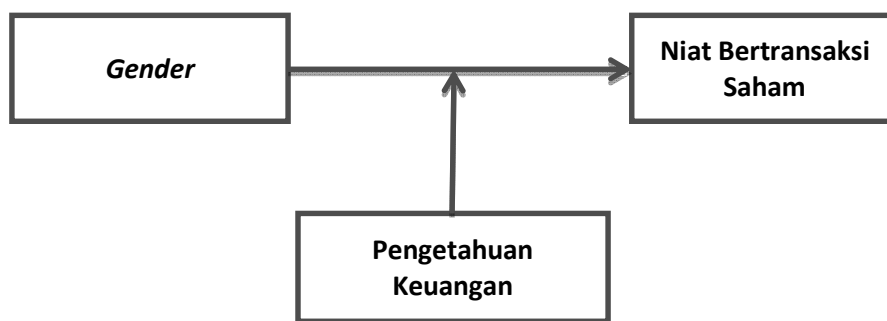 Gender
Niat Bertransaksi
Saham
Pengetahuan
Keuangan